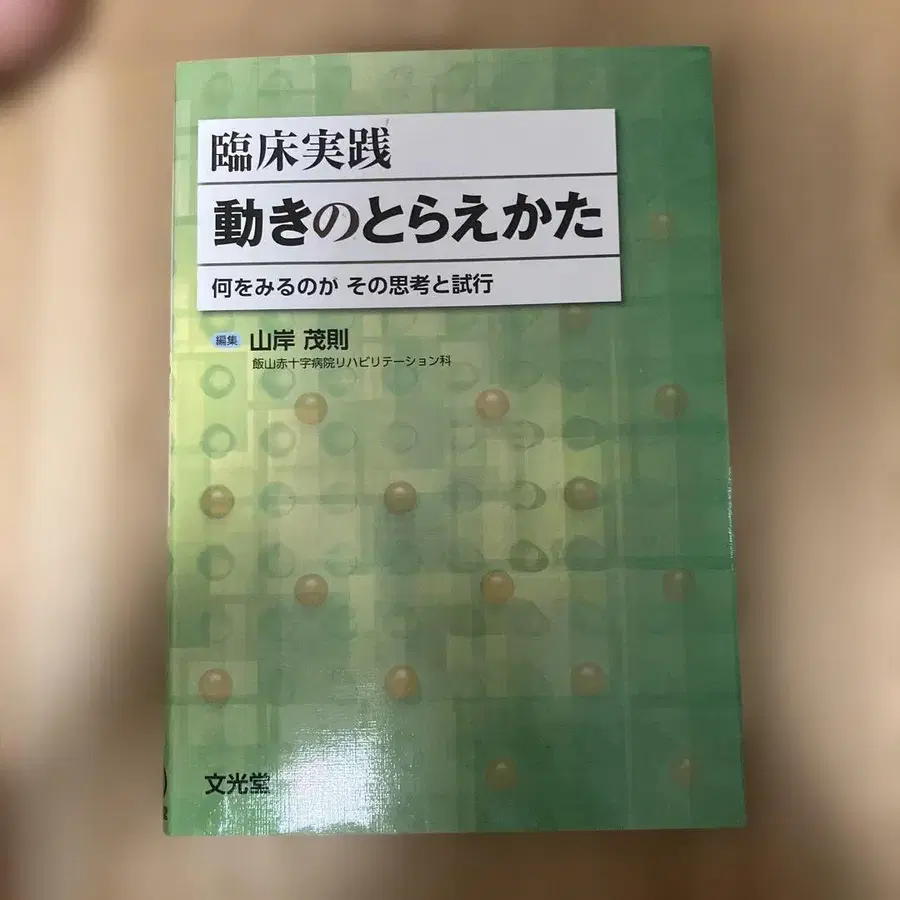 臨床実践
動きのとらえかた
何をみるのか その思考と試行
編集 山岸 茂則
飯山赤十字病院リハビリテーション科
文光堂